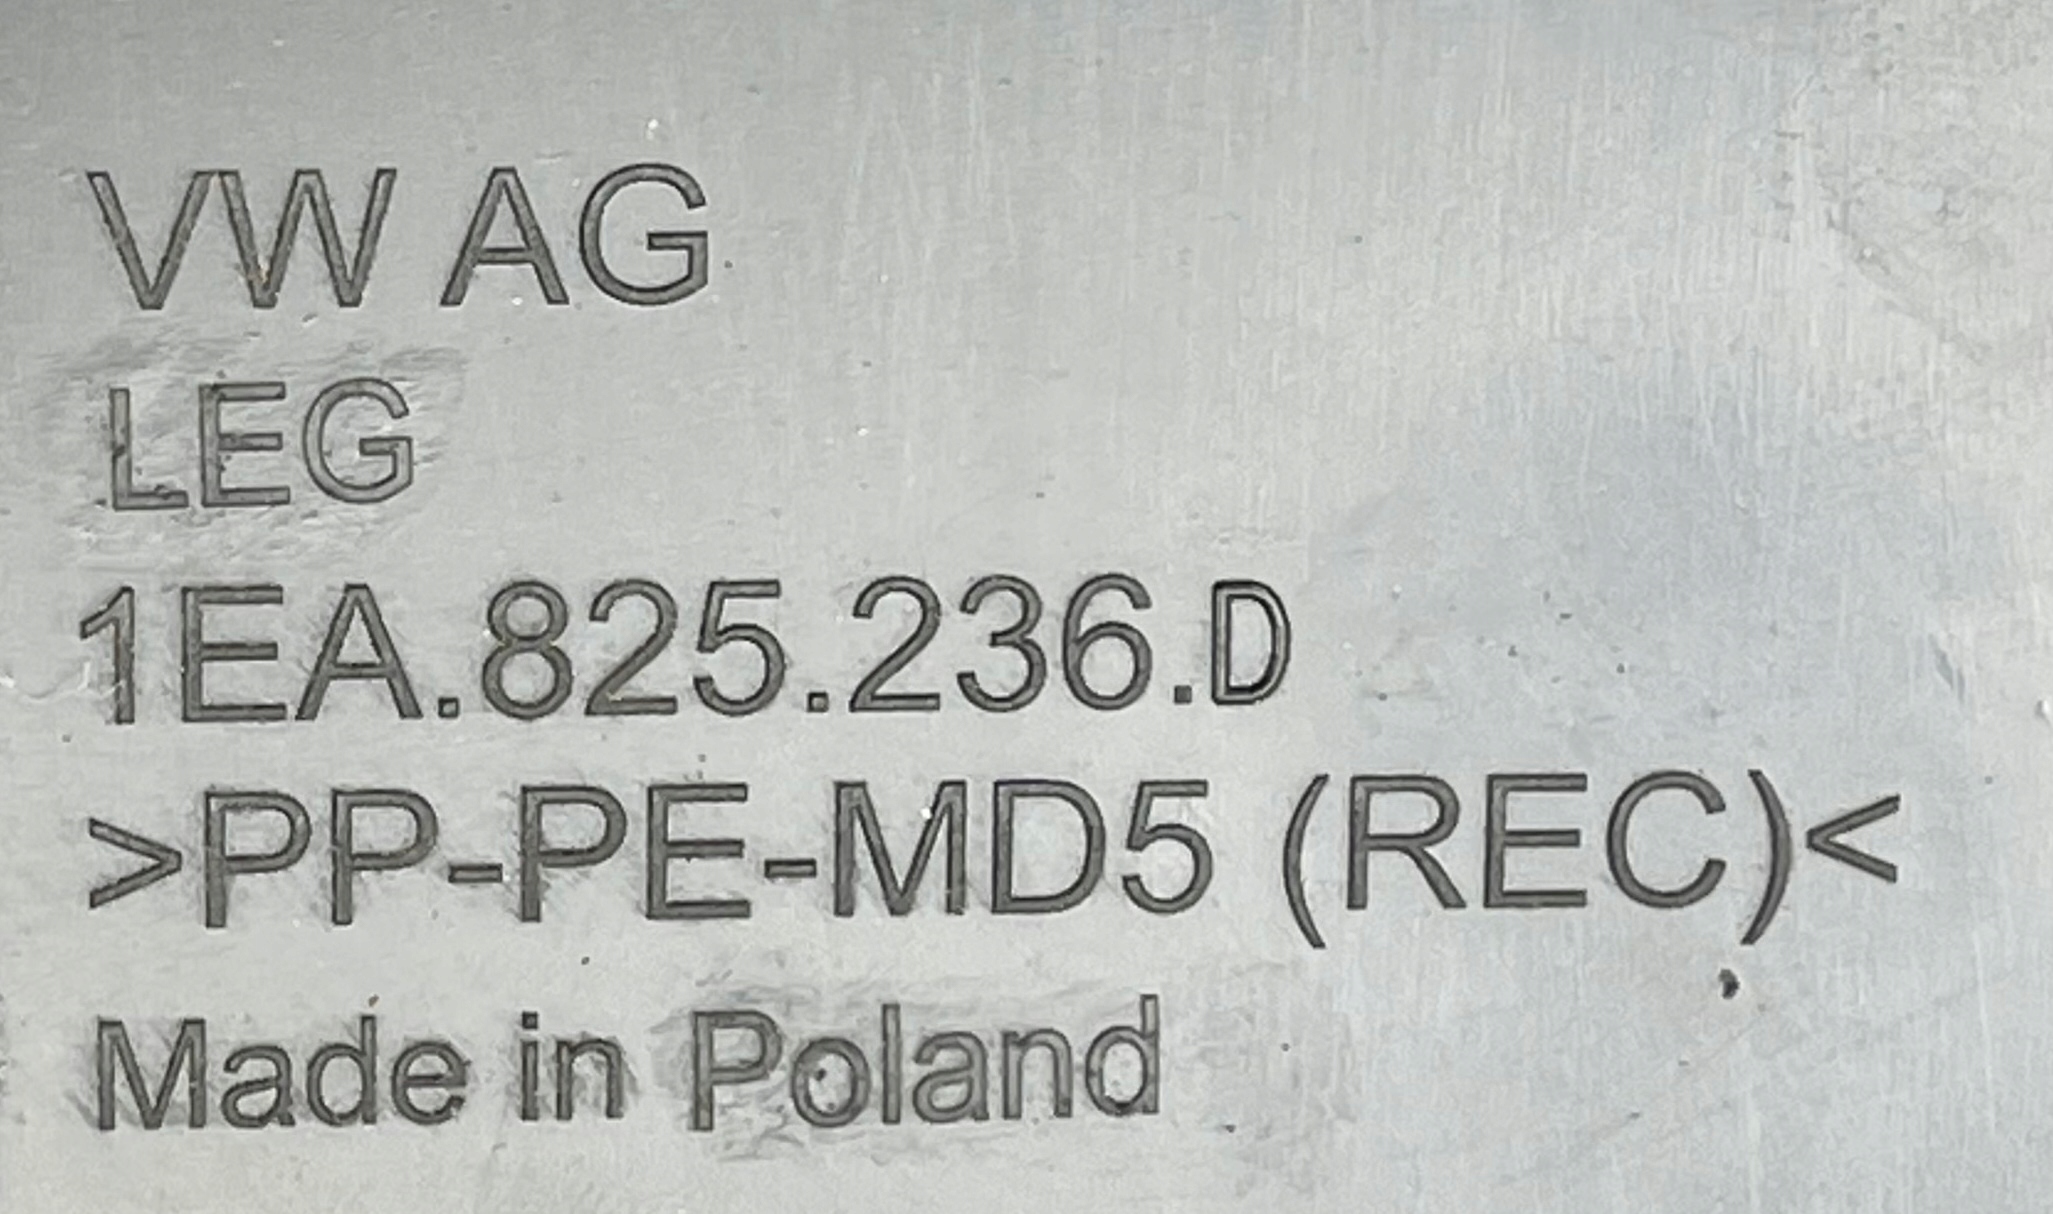 VW AG
LEG
1EA.825.236.D
>PP-PE-MD5 (REC)<
Made in Poland